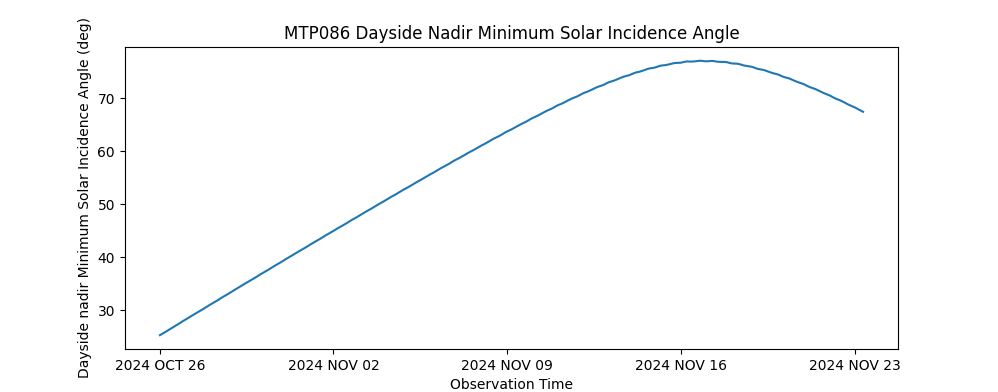 MTP086 Dayside Nadir Minimum Solar Incidence Angle
Dayside nadir Minimum Solar Incidence Angle (deg)
70
60
50
40
30
2024 OCT 26
2024 NOV 02
2024 NOV 09
2024 NOV 16
2024 NOV 23
Observation Time